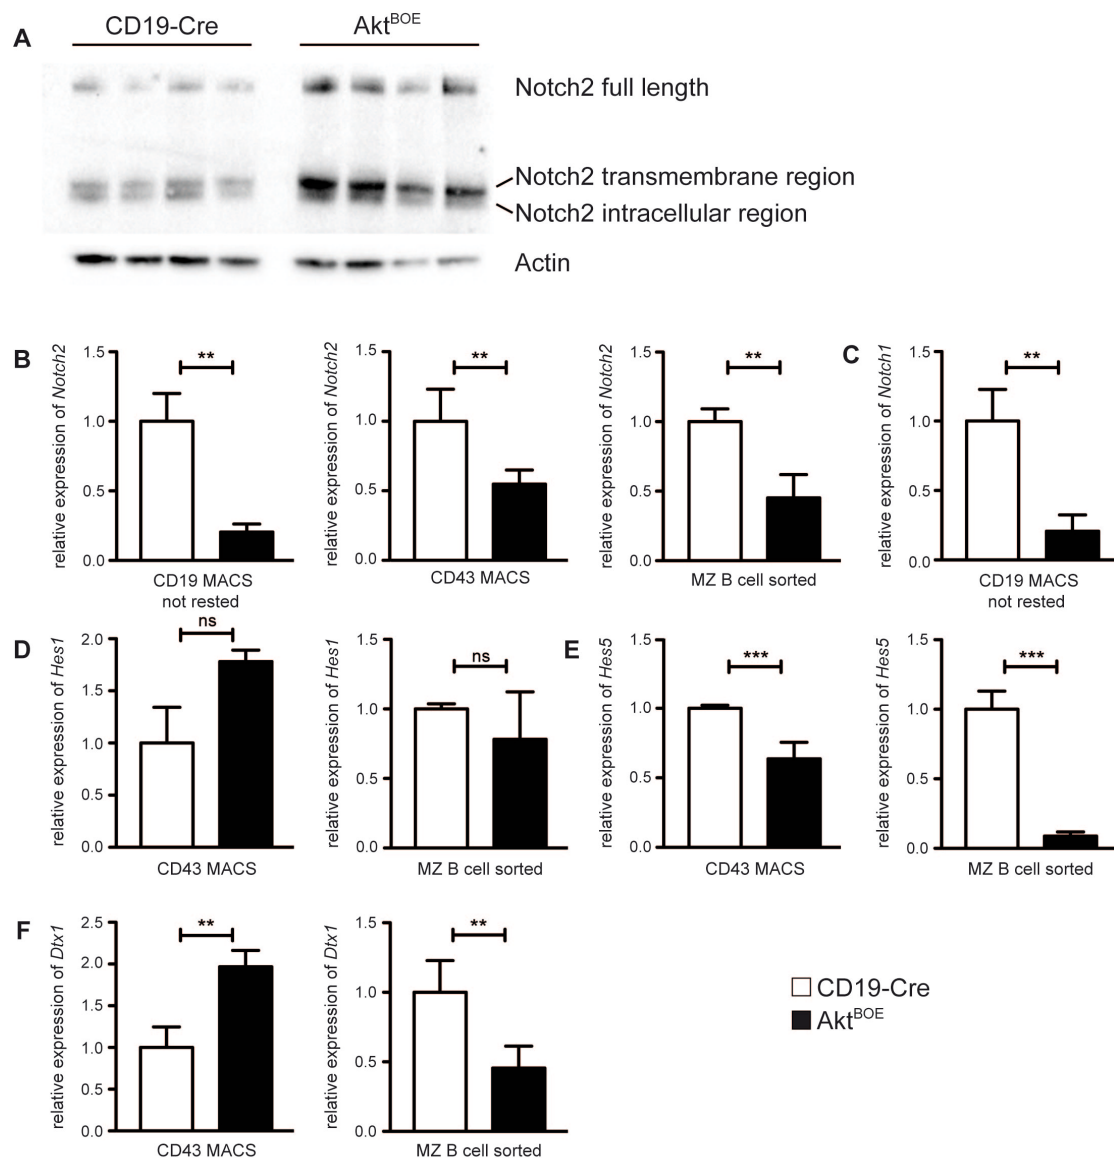 A
CD19-Cre
Akt^BOE
Notch2 full length
Notch2 transmembrane region
Notch2 intracellular region
Actin
B
relative expression of Notch2
1.5
1.0
0.5
0.0
**
CD19 MACS
not rested
relative expression of Notch2
1.5
1.0
0.5
0.0
**
CD43 MACS
relative expression of Notch2
1.5
1.0
0.5
0.0
**
MZ B cell sorted
C
relative expression of Notch1
1.5
1.0
0.5
0.0
**
CD19 MACS
not rested
D
relative expression of Hes1
2.0
1.5
1.0
0.5
0.0
ns
CD43 MACS
relative expression of Hes1
1.5
1.0
0.5
0.0
ns
MZ B cell sorted
E
relative expression of Hes5
1.5
1.0
0.5
0.0
***
CD43 MACS
relative expression of Hes5
1.5
1.0
0.5
0.0
***
MZ B cell sorted
F
relative expression of Dtx1
2.5
2.0
1.5
1.0
0.5
0.0
**
CD43 MACS
relative expression of Dtx1
1.5
1.0
0.5
0.0
**
MZ B cell sorted
CD19-Cre
Akt^BOE